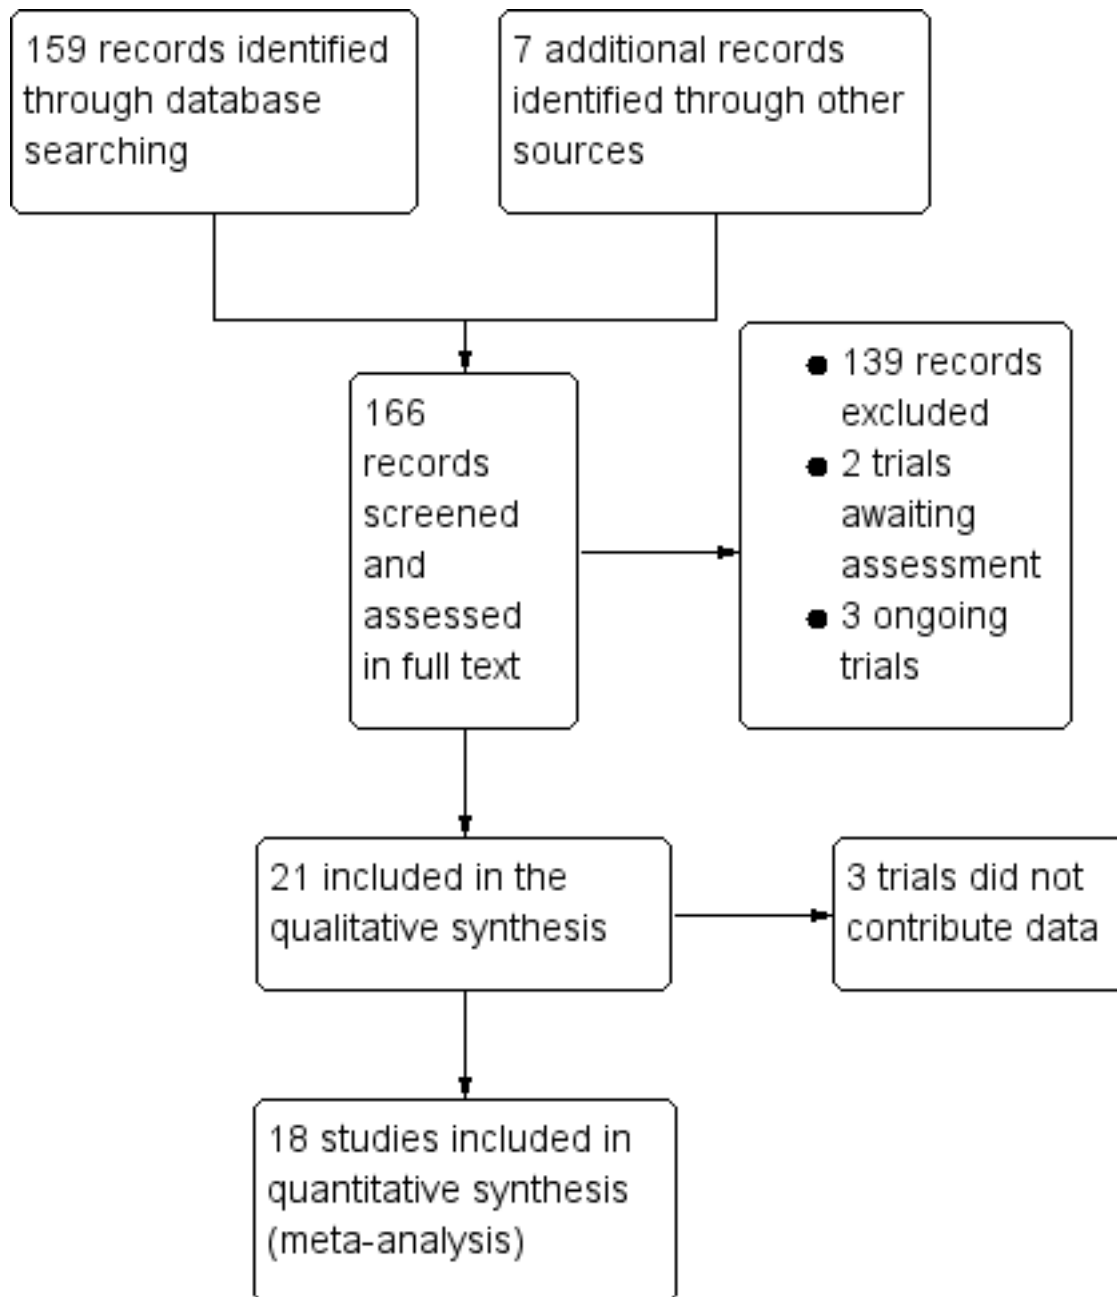 159 records identified
through database
searching
7 additional records
identified through other
sources
166
records
screened
and
assessed
in full text
● 139 records
excluded
● 2 trials
awaiting
assessment
● 3 ongoing
trials
21 included in the
qualitative synthesis
3 trials did not
contribute data
18 studies included in
quantitative synthesis
(meta-analysis)